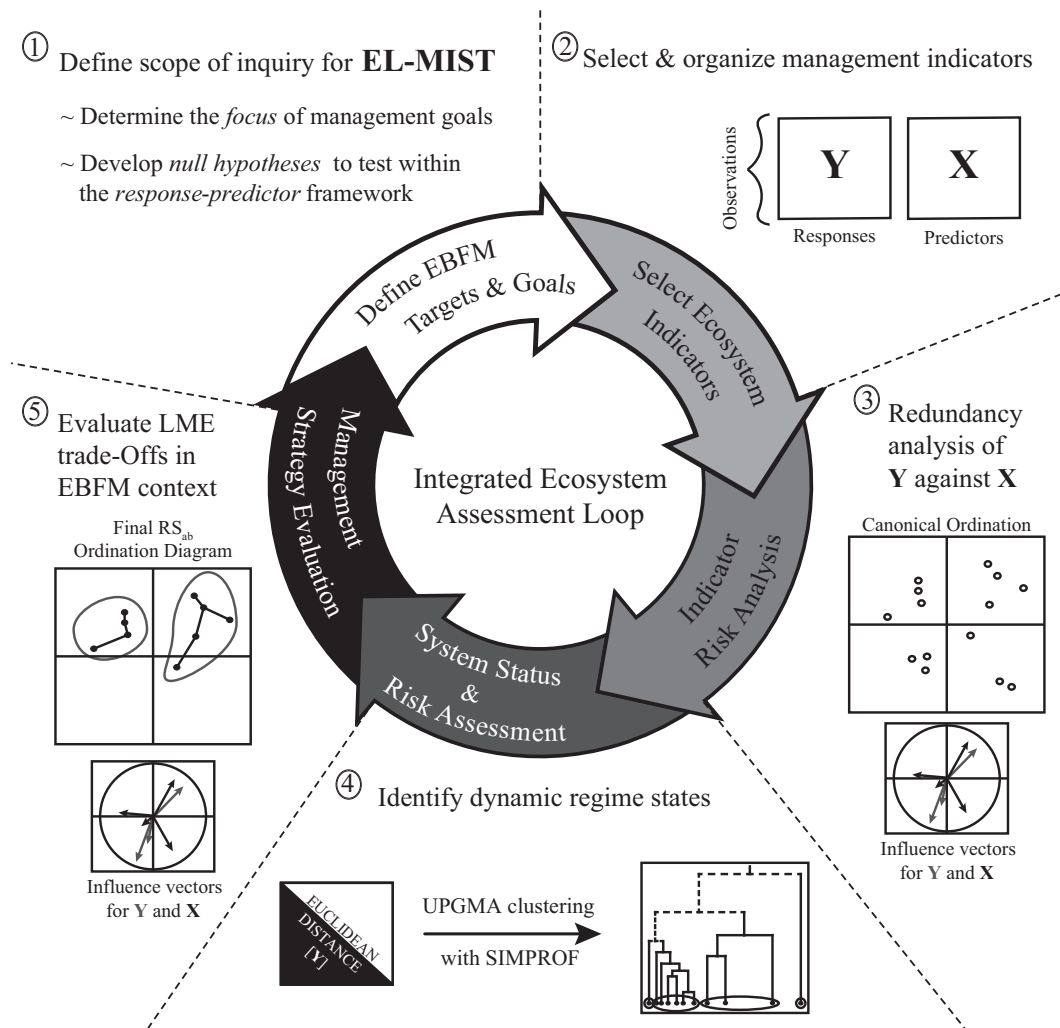 ① Define scope of inquiry for EL-MIST
~ Determine the focus of management goals
~ Develop null hypotheses to test within
the response-predictor framework
② Select & organize management indicators
Observations
Y
X
Responses
Predictors
Define EBFM
Targets & Goals
Select Ecosystem
Indicators
Indicator
Risk Analysis
System Status
&
Risk Assessment
Management
Strategy Evaluation
Integrated Ecosystem
Assessment Loop
③ Redundancy
analysis of
Y against X
Canonical Ordination
Influence vectors
for Y and X
④ Identify dynamic regime states
EUCLIDEAN
DISTANCE
[Y]
UPGMA clustering
with SIMPROF
⑤ Evaluate LME
trade-Offs in
EBFM context
Final RSab
Ordination Diagram
Influence vectors
for Y and X